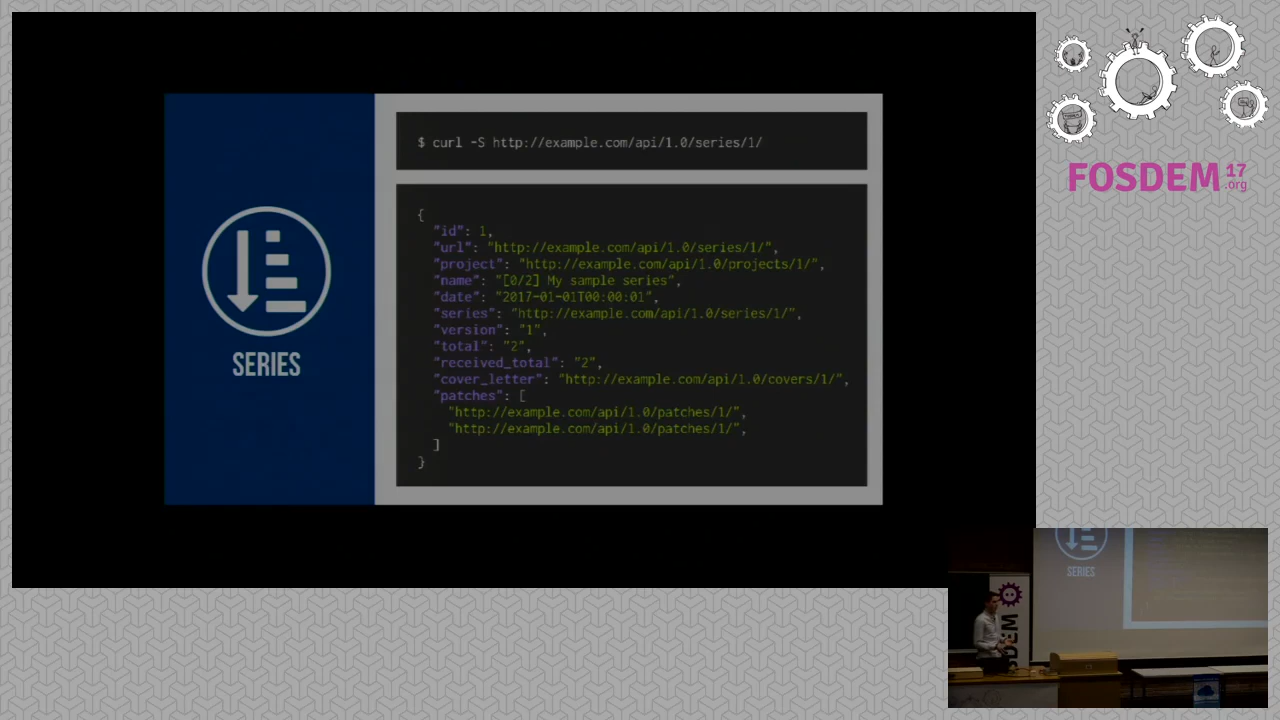 $ curl -S http://example.com/api/1.0/series/1/
{
"id": 1,
"url": "http://example.com/api/1.0/series/1/",
"project": "http://example.com/api/1.0/projects/1/",
"name": "[0/2] My sample series",
"date": "2017-01-01T00:00:01",
"series": "http://example.com/api/1.0/series/1/",
"version": "1",
"total": "2",
"received_total": "2",
"cover_letter": "http://example.com/api/1.0/covers/1/",
"patches": [
"http://example.com/api/1.0/patches/1/",
"http://example.com/api/1.0/patches/1/",
]
}
SERIES
FOSDEM 17
.org
SERIES
SDEM